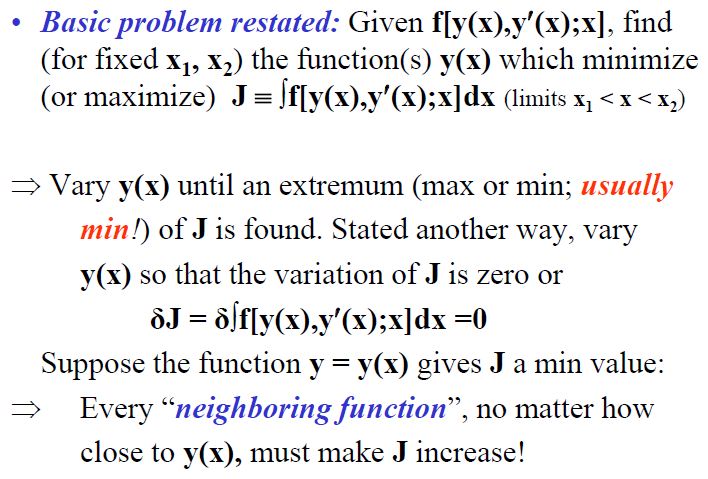 • Basic problem restated: Given f[y(x),y′(x);x], find
(for fixed x₁, x₂) the function(s) y(x) which minimize
(or maximize) J ≡ ∫f[y(x),y′(x);x]dx (limits x₁ < x < x₂)
⇒ Vary y(x) until an extremum (max or min; usually
min!) of J is found. Stated another way, vary
y(x) so that the variation of J is zero or
δJ = δ∫f[y(x),y′(x);x]dx =0
Suppose the function y = y(x) gives J a min value:
⇒ Every “neighboring function”, no matter how
close to y(x), must make J increase!